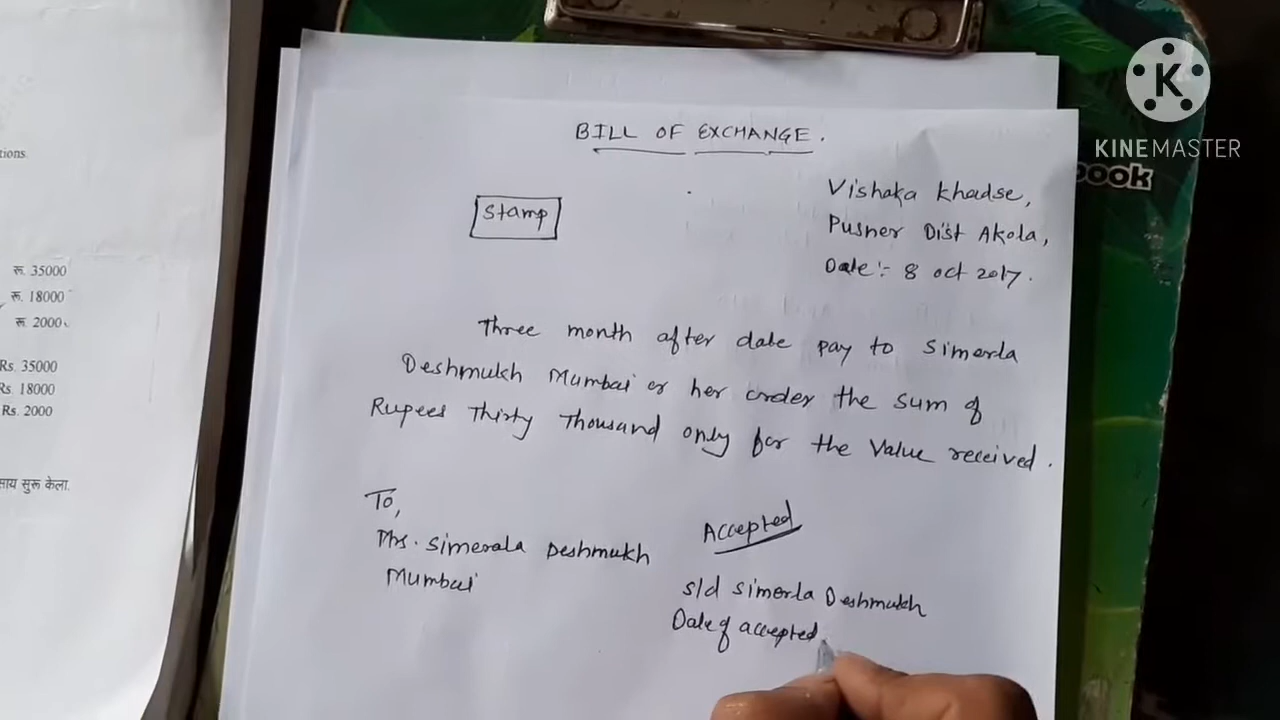 BILL OF EXCHANGE.
Stamp
Vishaka Khadse,
Pusner Dist Akola,
Date :- 8 oct 2017.
Three month after date pay to Simerla
Deshmukh Mumbai or her order the sum of
Rupees Thirty Thousand only for the Value received.
To,
Mrs. Simerala Deshmukh
Mumbai
Accepted
s/d Simerla Deshmukh
Date of accepted
tions.
रू. 35000
रू. 18000
रू. 2000
Rs. 35000
Rs. 18000
Rs. 2000
साय सुरू केला.
book
K
KINEMASTER